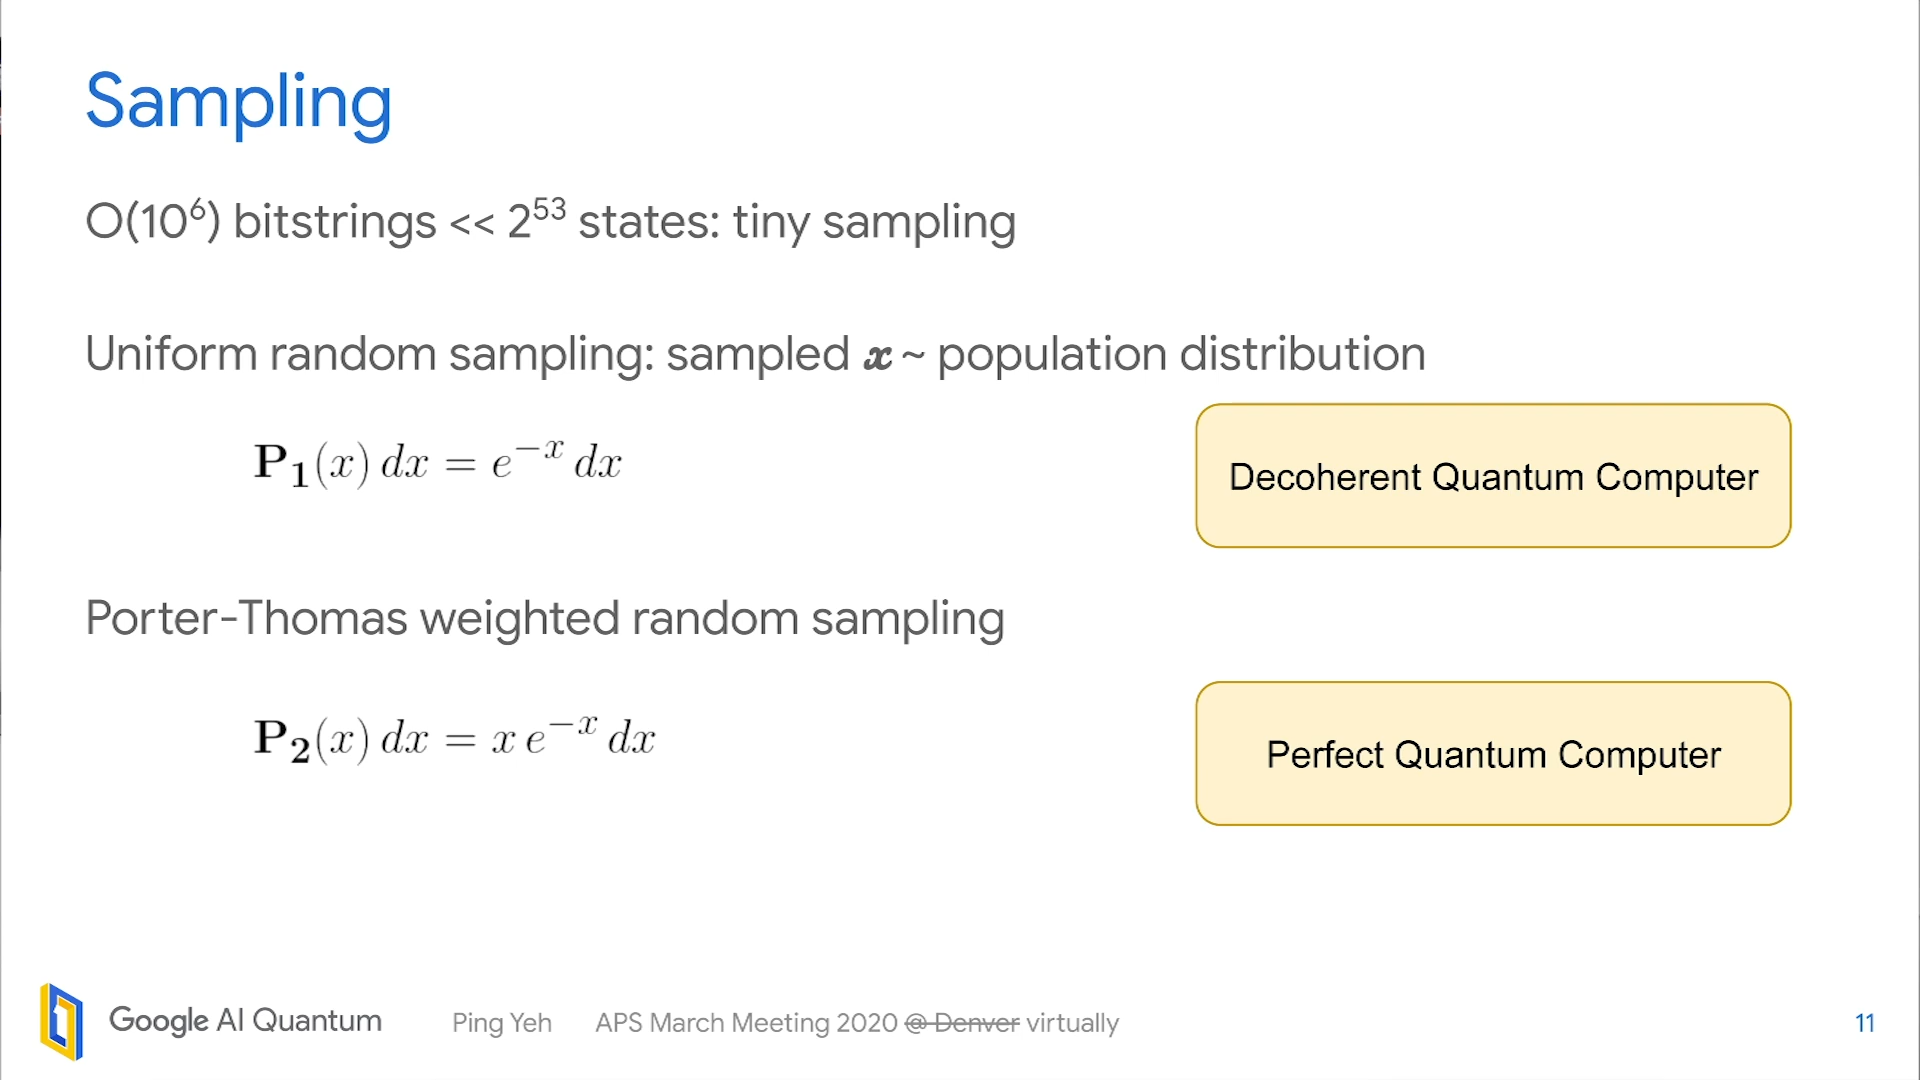 Sampling
O(10⁶) bitstrings << 2⁵³ states: tiny sampling
Uniform random sampling: sampled 𝒙 ~ population distribution
𝐏₁(x) dx = e⁻ˣ dx
Decoherent Quantum Computer
Porter-Thomas weighted random sampling
𝐏₂(x) dx = x e⁻ˣ dx
Perfect Quantum Computer
Google AI Quantum
Ping Yeh
APS March Meeting 2020 @ Denver virtually
11